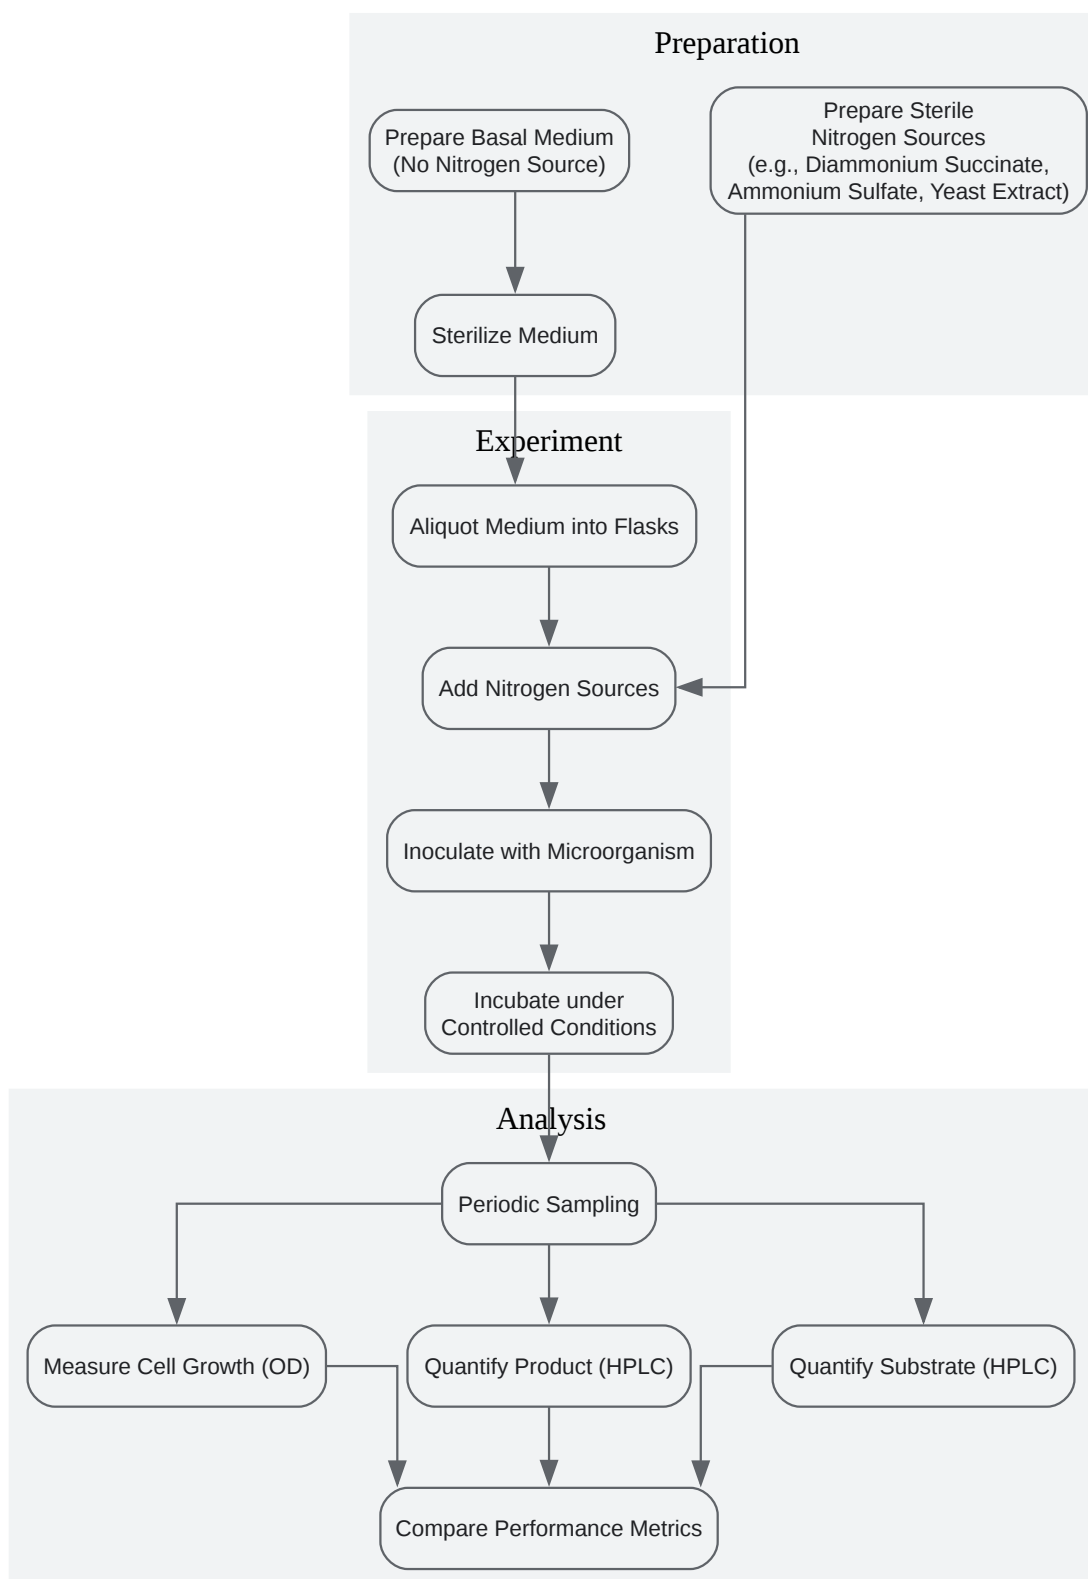 Preparation
Prepare Basal Medium
(No Nitrogen Source)
Prepare Sterile
Nitrogen Sources
(e.g., Diammonium Succinate,
Ammonium Sulfate, Yeast Extract)
Sterilize Medium
Experiment
Aliquot Medium into Flasks
Add Nitrogen Sources
Inoculate with Microorganism
Incubate under
Controlled Conditions
Analysis
Periodic Sampling
Measure Cell Growth (OD)
Quantify Product (HPLC)
Quantify Substrate (HPLC)
Compare Performance Metrics